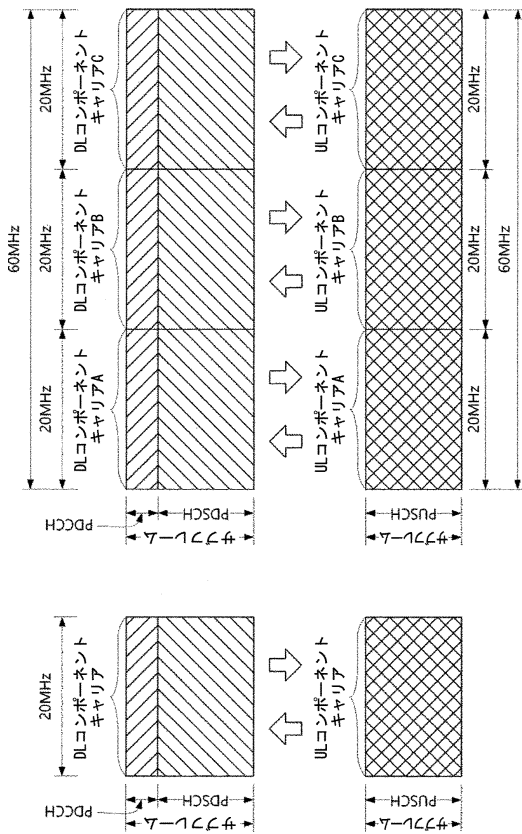 60MHz
20MHz
20MHz
20MHz
DLコンポーネント
キャリアA
DLコンポーネント
キャリアB
DLコンポーネント
キャリアC
PDCCH
PDSCH
サブフレーム
ULコンポーネント
キャリアA
ULコンポーネント
キャリアB
ULコンポーネント
キャリアC
PUSCH
サブフレーム
20MHz
20MHz
20MHz
60MHz
20MHz
DLコンポーネント
キャリア
PDCCH
PDSCH
サブフレーム
ULコンポーネント
キャリア
PUSCH
サブフレーム